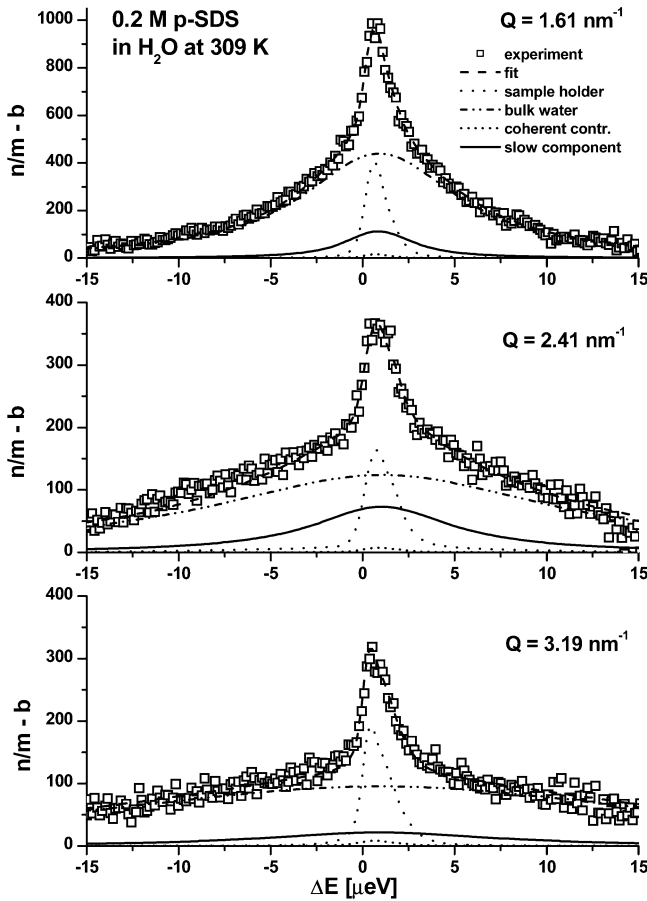 0.2 M p-SDS
in H₂O at 309 K
Q = 1.61 nm⁻¹
experiment
fit
sample holder
bulk water
coherent contr.
slow component
n/m - b
1000
800
600
400
200
0
-15 -10 -5 0 5 10 15
Q = 2.41 nm⁻¹
n/m - b
400
300
200
100
0
-15 -10 -5 0 5 10 15
Q = 3.19 nm⁻¹
n/m - b
400
300
200
100
0
-15 -10 -5 0 5 10 15
ΔE [μeV]